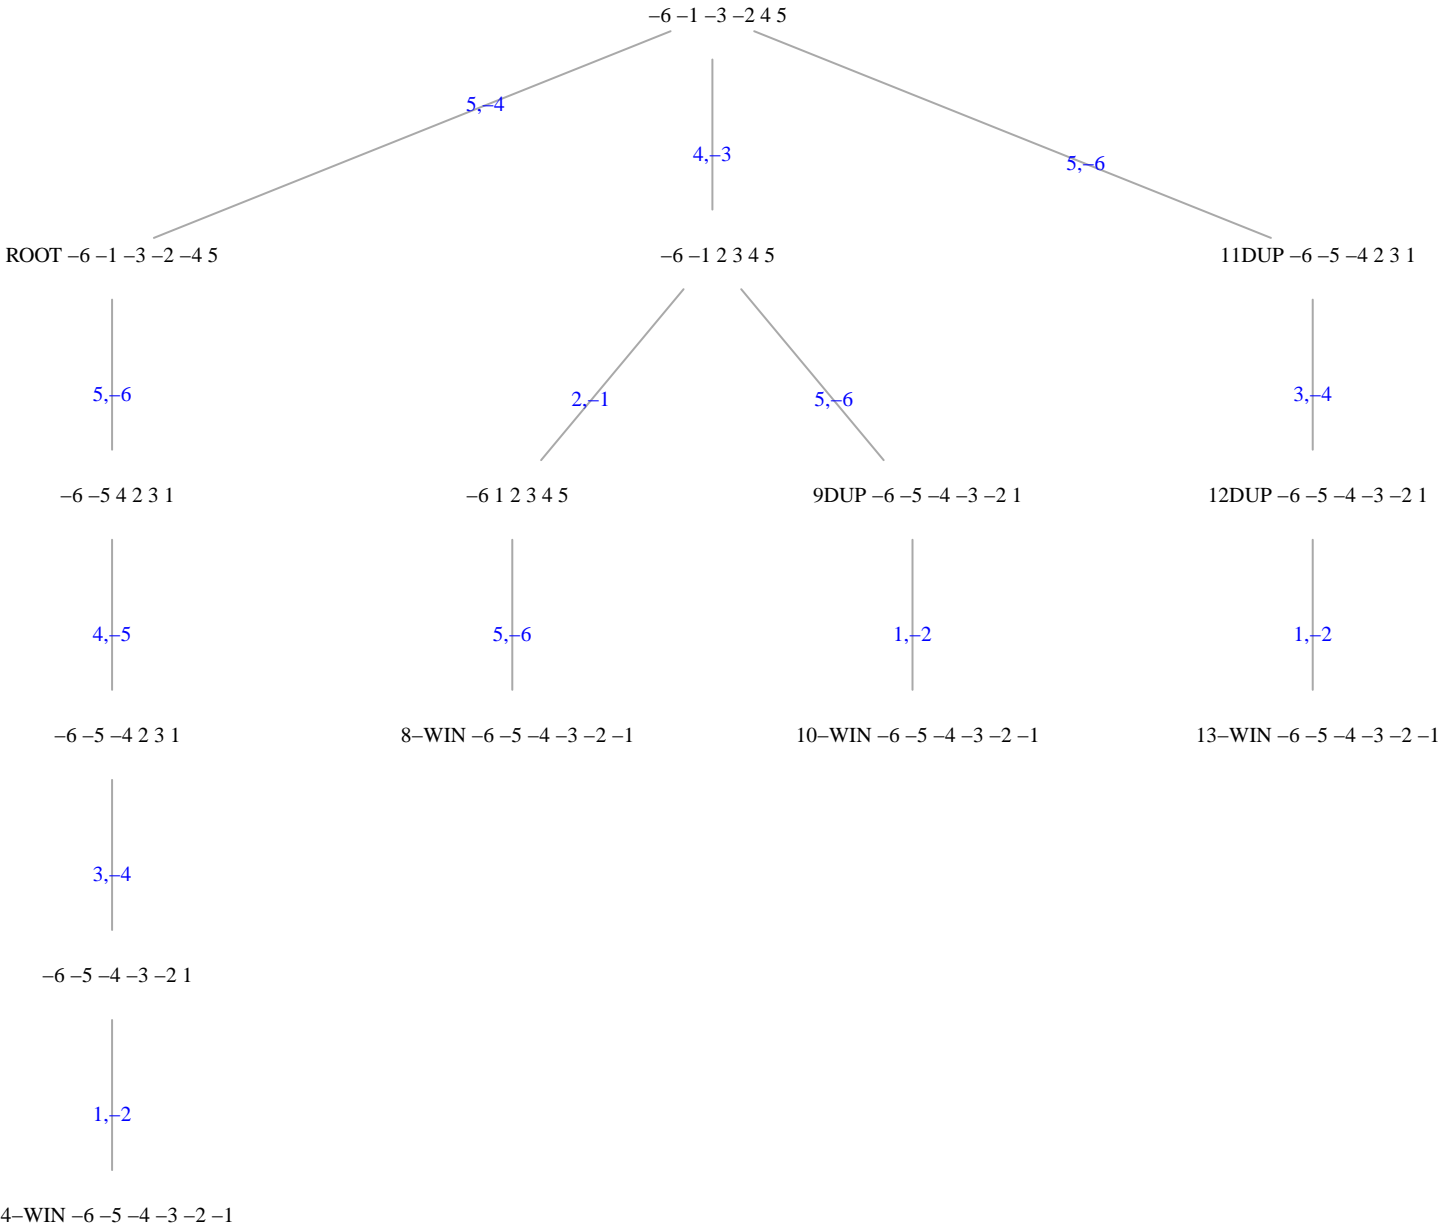 –6 –1 –3 –2 4 5
5,–4
4,–3
5,–6
ROOT –6 –1 –3 –2 –4 5
–6 –1 2 3 4 5
11DUP –6 –5 –4 2 3 1
5,–6
2,–1
5,–6
3,–4
–6 –5 4 2 3 1
–6 1 2 3 4 5
9DUP –6 –5 –4 –3 –2 1
12DUP –6 –5 –4 –3 –2 1
4,–5
5,–6
1,–2
1,–2
–6 –5 –4 2 3 1
8–WIN –6 –5 –4 –3 –2 –1
10–WIN –6 –5 –4 –3 –2 –1
13–WIN –6 –5 –4 –3 –2 –1
3,–4
–6 –5 –4 –3 –2 1
1,–2
4–WIN –6 –5 –4 –3 –2 –1